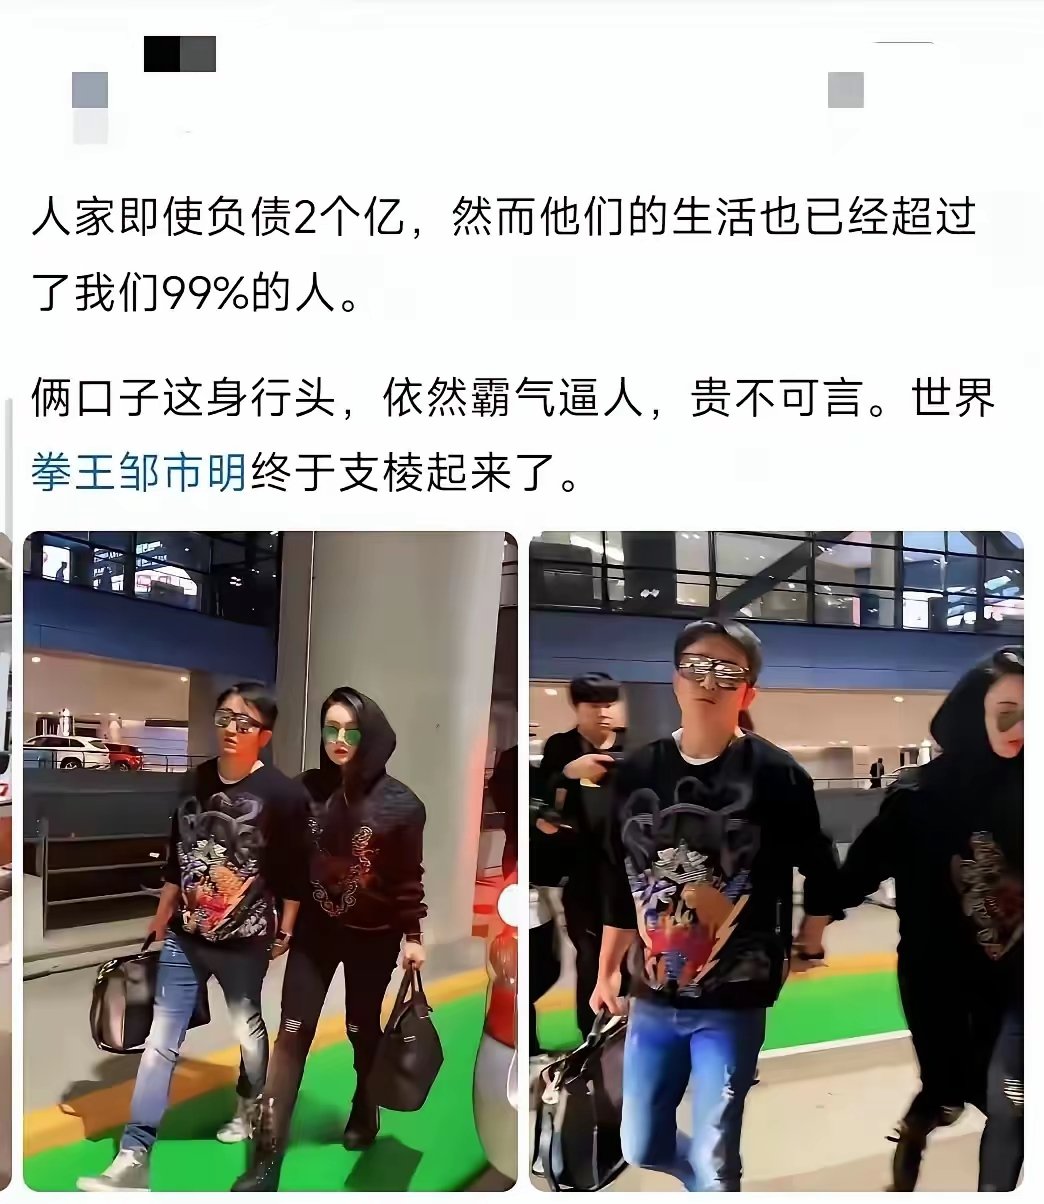 人家即使负债2个亿，然而他们的生活也已经超过
了我们99%的人。
俩口子这身行头，依然霸气逼人，贵不可言。世界
拳王邹市明终于支棱起来了。